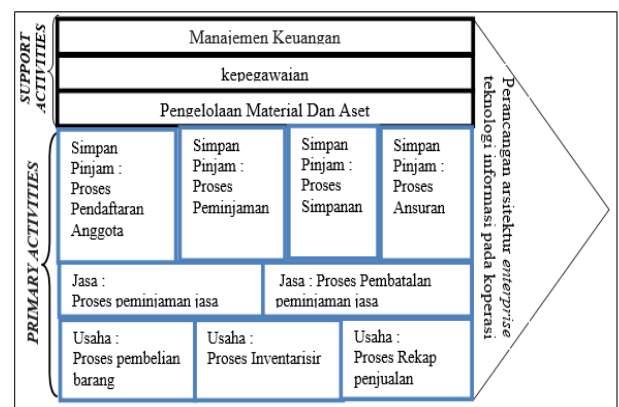 SUPPORT
ACTIVITIES
Manajemen Keuangan
kepegawaian
Pengelolaan Material Dan Aset
PRIMARY ACTIVITIES
Simpan
Pinjam :
Proses
Pendaftaran
Anggota
Simpan
Pinjam :
Proses
Peminjaman
Simpan
Pinjam :
Proses
Simpanan
Simpan
Pinjam :
Proses
Ansuran
Jasa :
Proses peminjaman jasa
Jasa : Proses Pembatalan
peminjaman jasa
Usaha :
Proses pembelian
barang
Usaha :
Proses Inventarisir
Usaha :
Proses Rekap
penjualan
Perancangan arsitektur enterprise
teknologi informasi pada koperasi